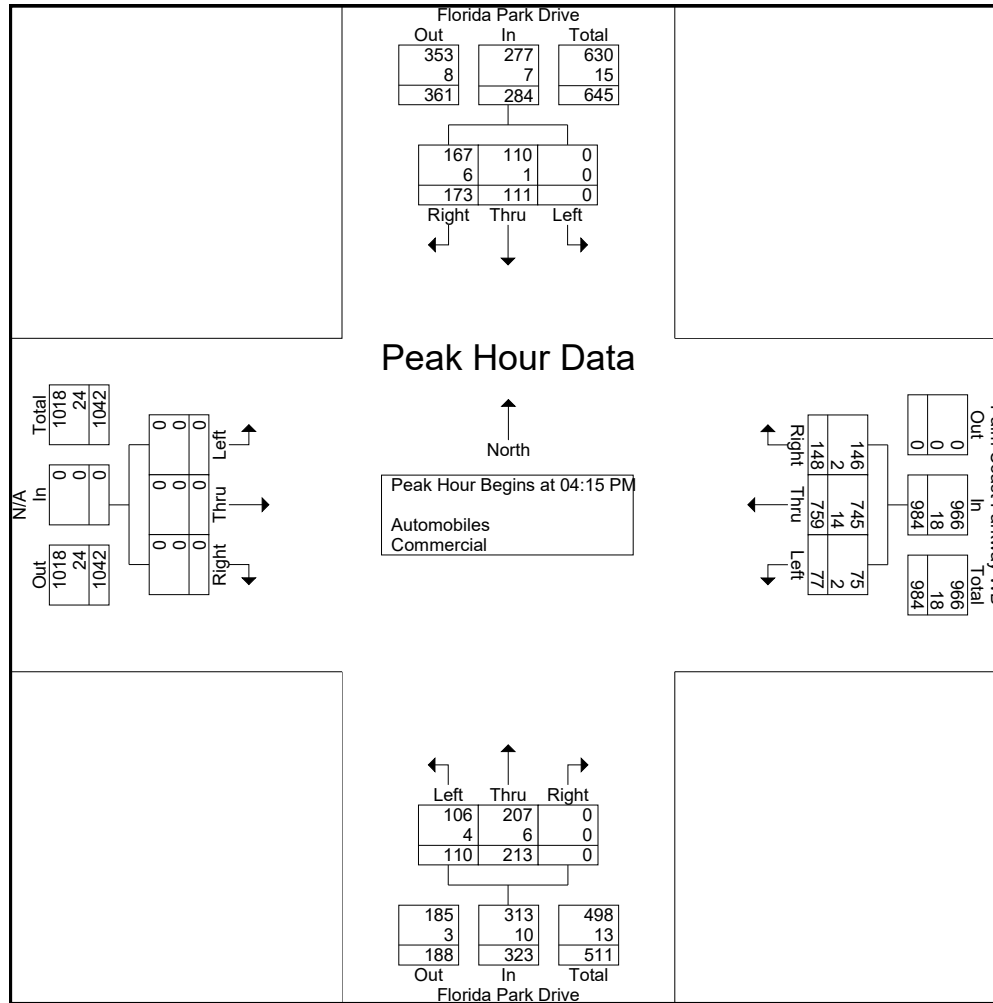 Florida Park Drive
Out In Total
353 277 630
8 7 15
361 284 645
167 110 0
6 1 0
173 111 0
Right Thru Left
Peak Hour Data
North
Peak Hour Begins at 04:15 PM
Automobiles
Commercial
N/A
Out In Total
1018 0 1018
24 0 24
1042 0 1042
Left Thru Right
0 0 0
0 0 0
0 0 0
Out In Total
0 966 966
0 18 18
0 984 984
Right Thru Left
146 745 75
2 14 2
148 759 77
Left Thru Right
106 207 0
4 6 0
110 213 0
185 313 498
3 10 13
188 323 511
Out In Total
Florida Park Drive